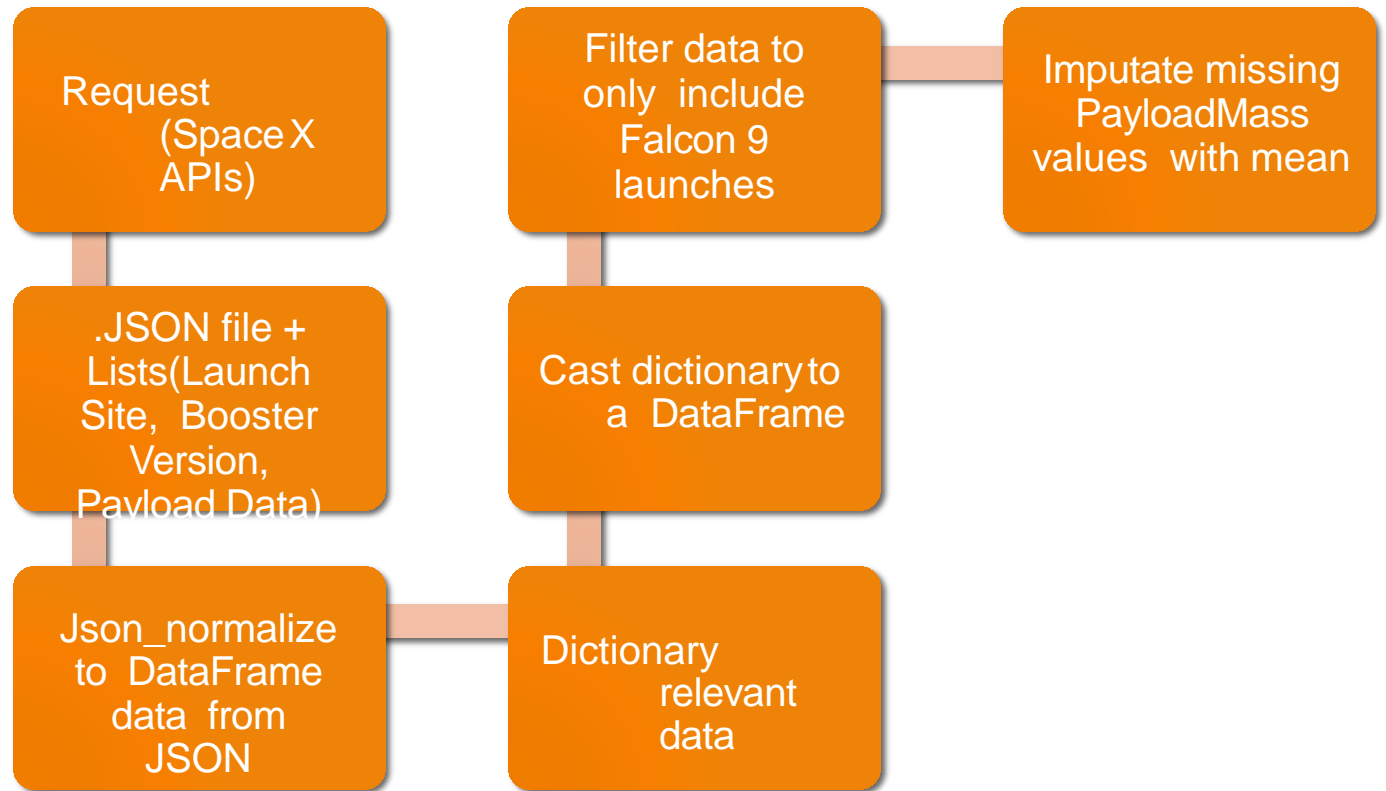 Request
(Space X
APIs)
.JSON file +
Lists(Launch
Site, Booster
Version,
Payload Data)
Json_normalize
to DataFrame
data from
JSON
Dictionary
relevant
data
Cast dictionary to
a DataFrame
Filter data to
only include
Falcon 9
launches
Imputate missing
PayloadMass
values with mean